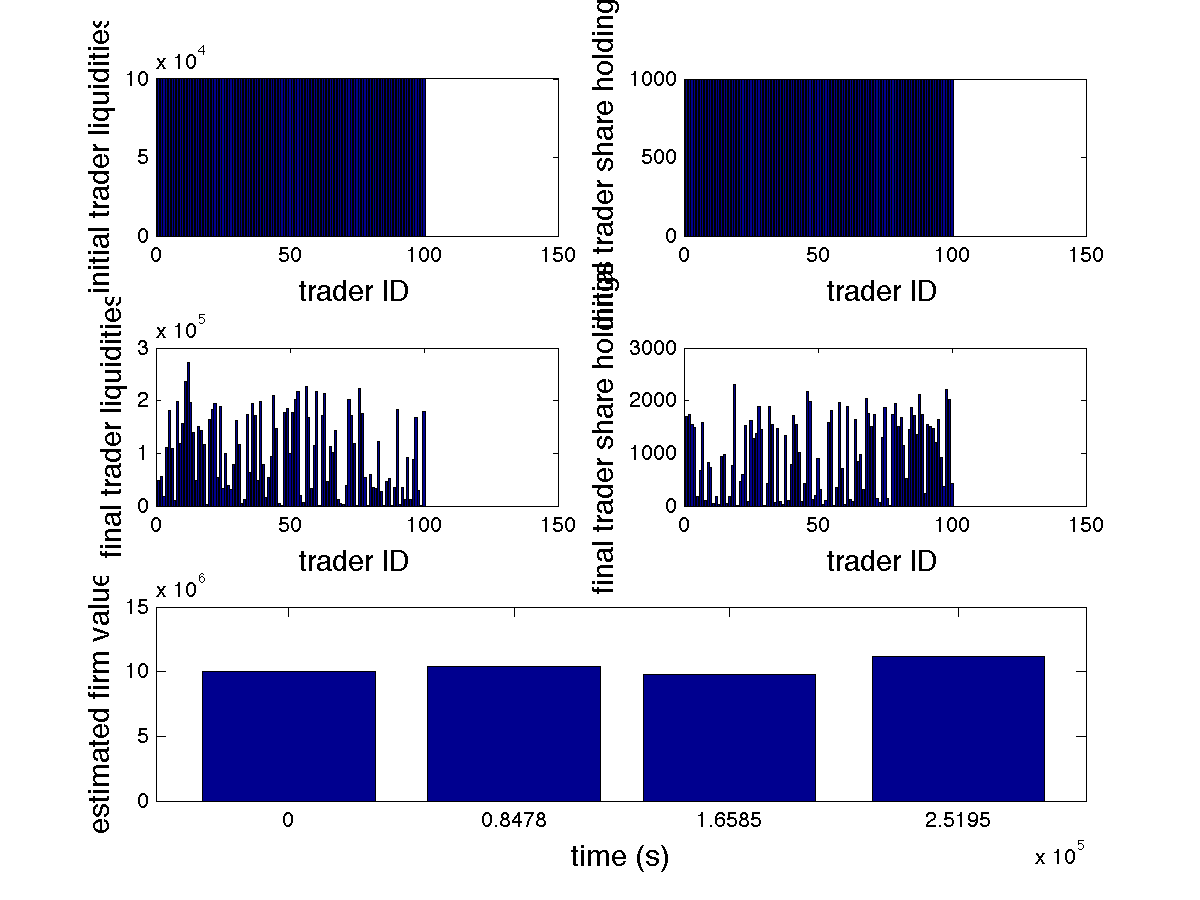 initial trader liquidities
x 10^4
10
5
0
0 50 100 150
trader ID
trader share holding
1000
500
0
0 50 100 150
trader ID
final trader liquidities
x 10^5
3
2
1
0
0 50 100 150
trader ID
final trader share holdings
3000
2000
1000
0
0 50 100 150
trader ID
estimated firm value
x 10^6
15
10
5
0
0 0.8478 1.6585 2.5195
time (s)
x 10^5